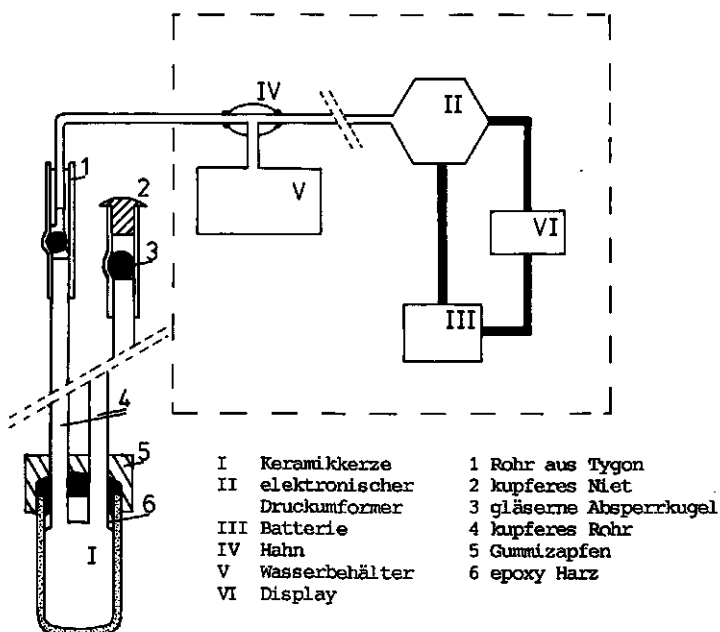 IV
II
1
V
2
VI
3
III
4
5
6
I
I Keramikkerze
II elektronischer
Druckumformer
III Batterie
IV Hahn
V Wasserbehälter
VI Display
1 Rohr aus Tygon
2 kupferes Niet
3 gläserne Absperrkugel
4 kupferes Rohr
5 Gummizapfen
6 epoxy Harz